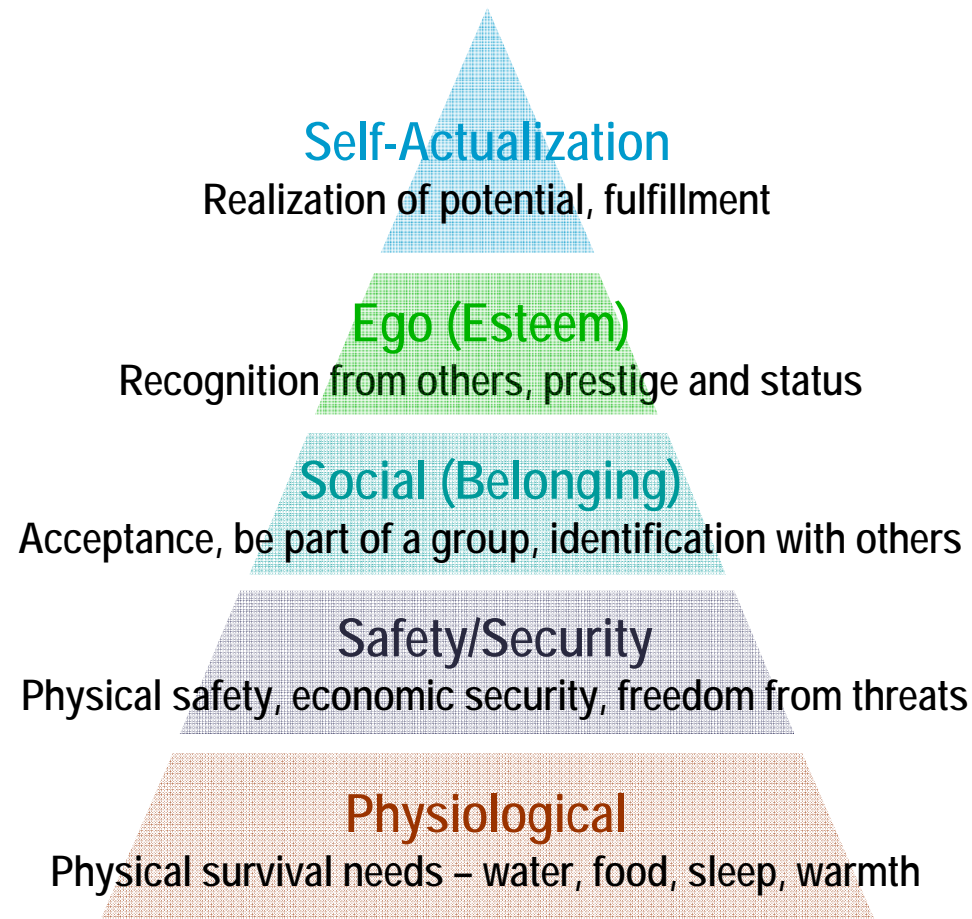 Self-Actualization
Realization of potential, fulfillment
Ego (Esteem)
Recognition from others, prestige and status
Social (Belonging)
Acceptance, be part of a group, identification with others
Safety/Security
Physical safety, economic security, freedom from threats
Physiological
Physical survival needs – water, food, sleep, warmth